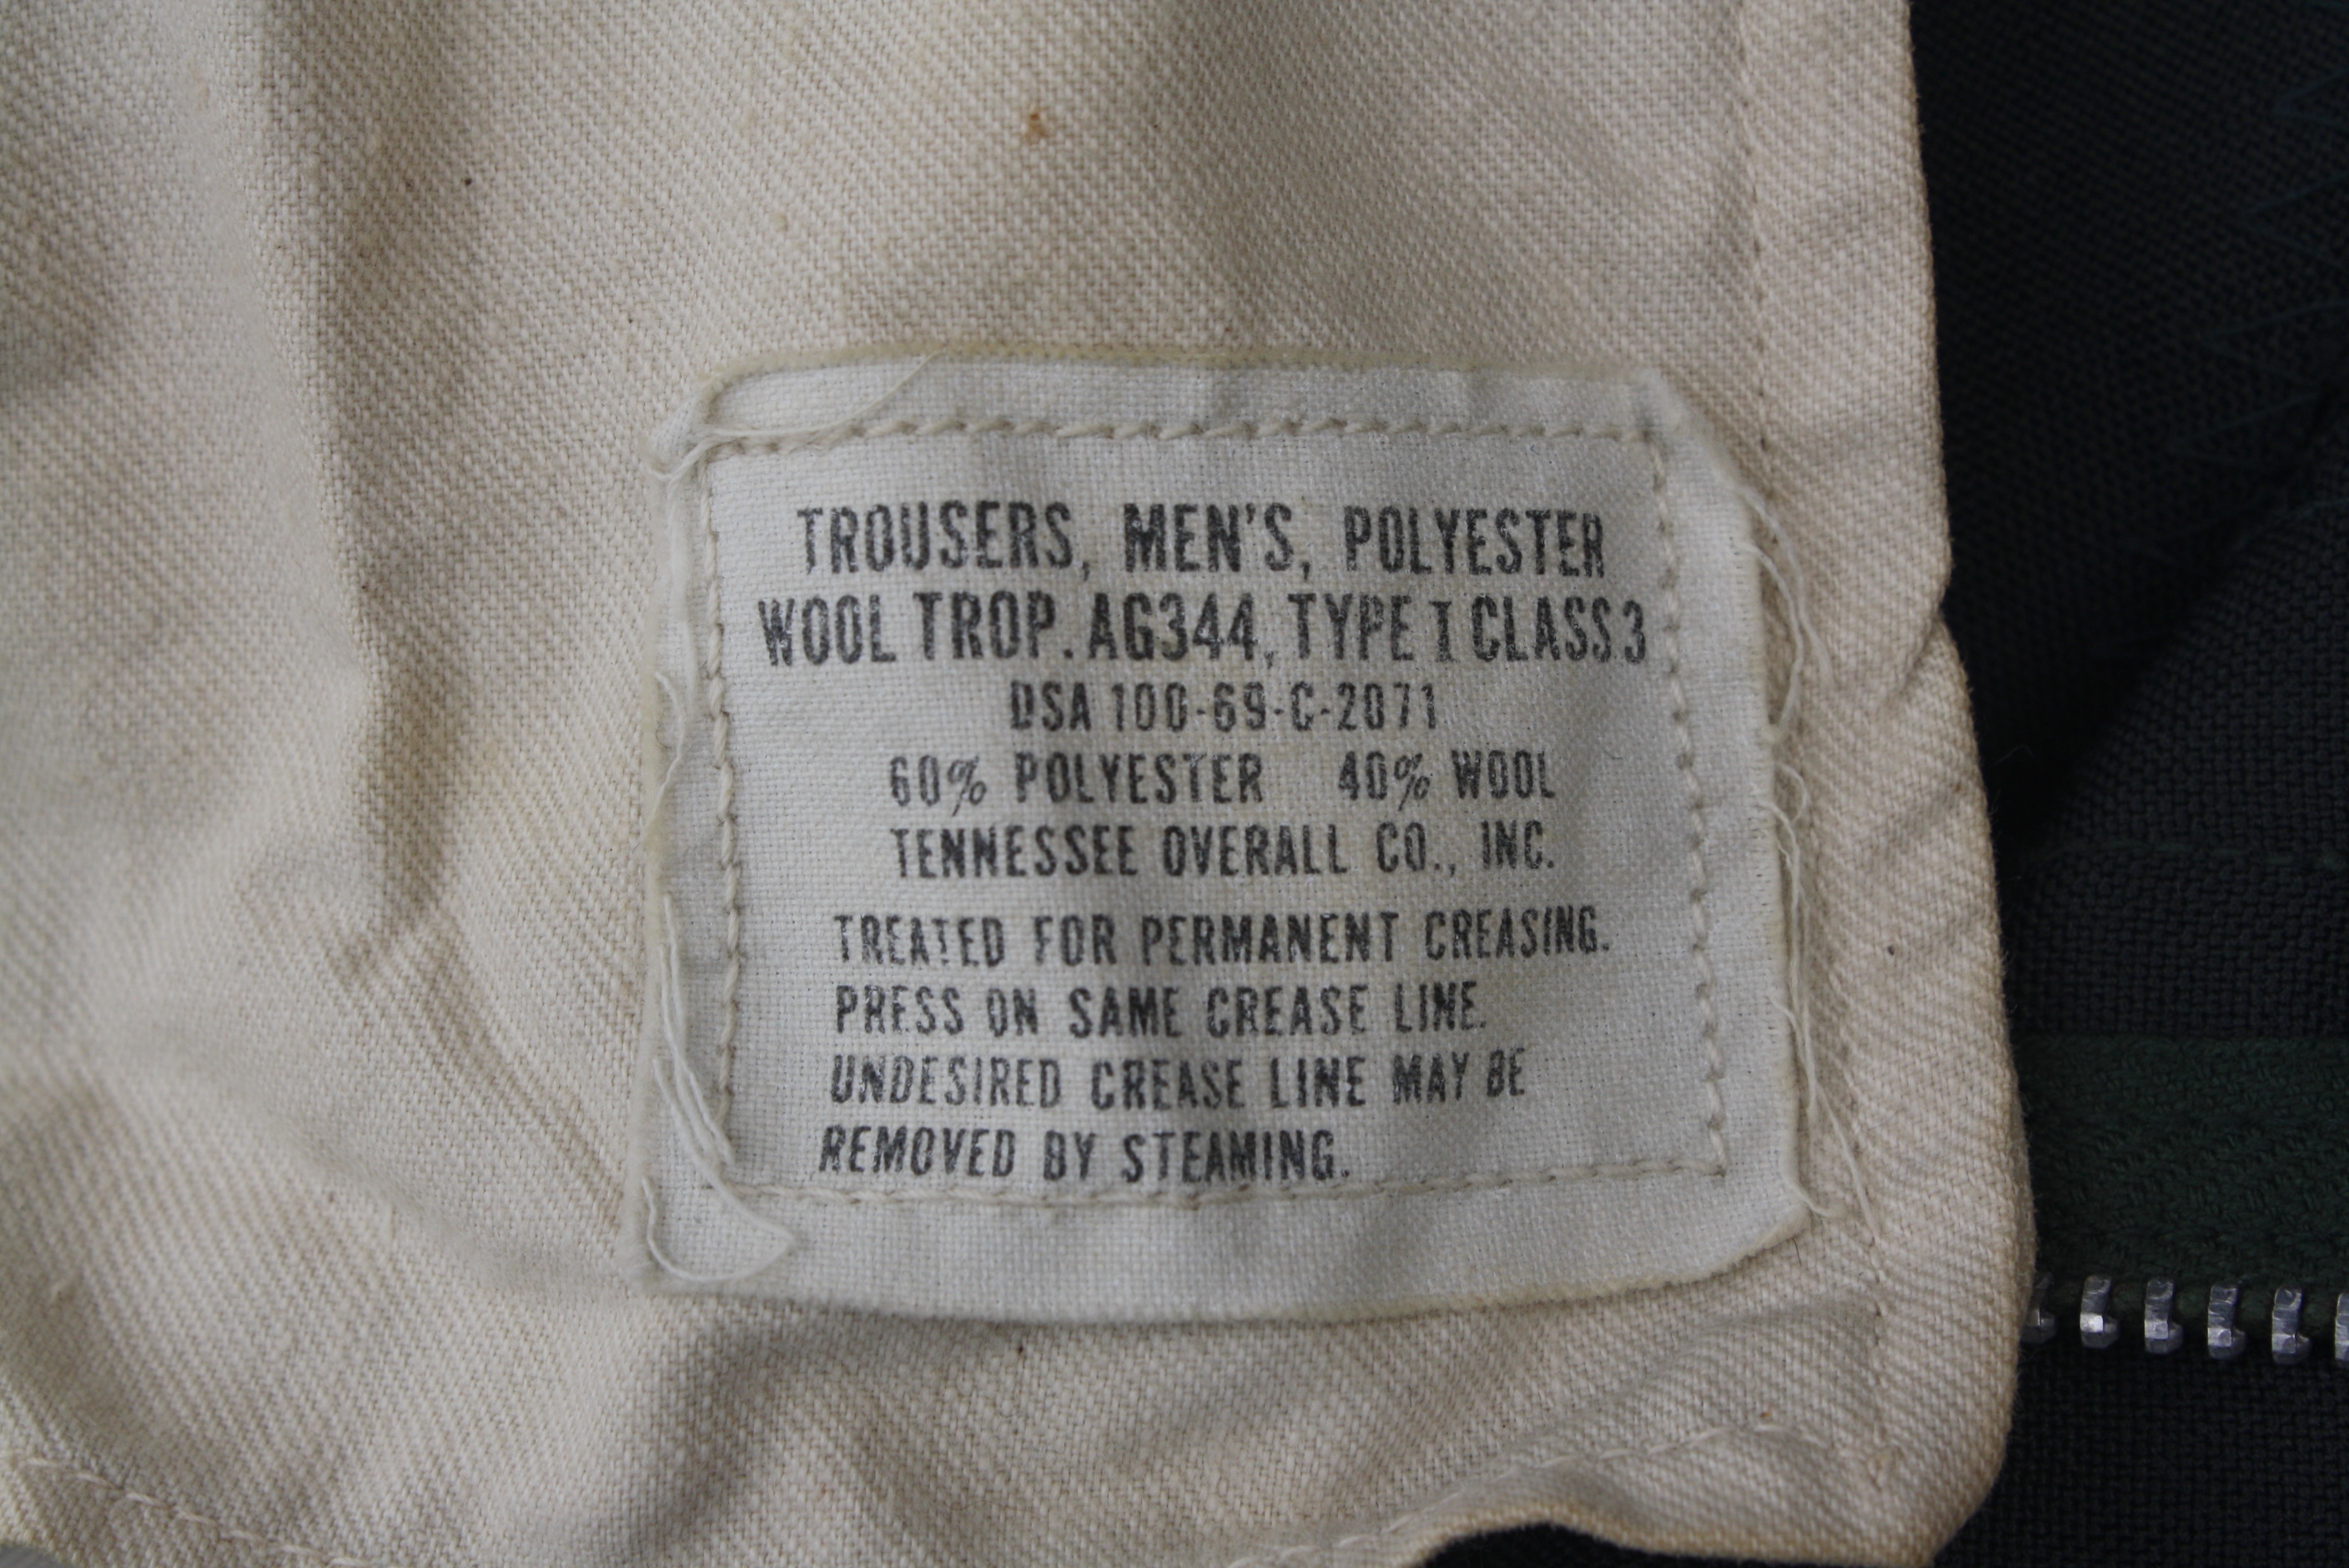 TROUSERS, MEN'S, POLYESTER
WOOL TROP. AG344, TYPE I CLASS 3
DSA 100-69-C-2071
60% POLYESTER 40% WOOL
TENNESSEE OVERALL CO., INC.
TREATED FOR PERMANENT CREASING.
PRESS ON SAME CREASE LINE.
UNDESIRED CREASE LINE MAY BE
REMOVED BY STEAMING.